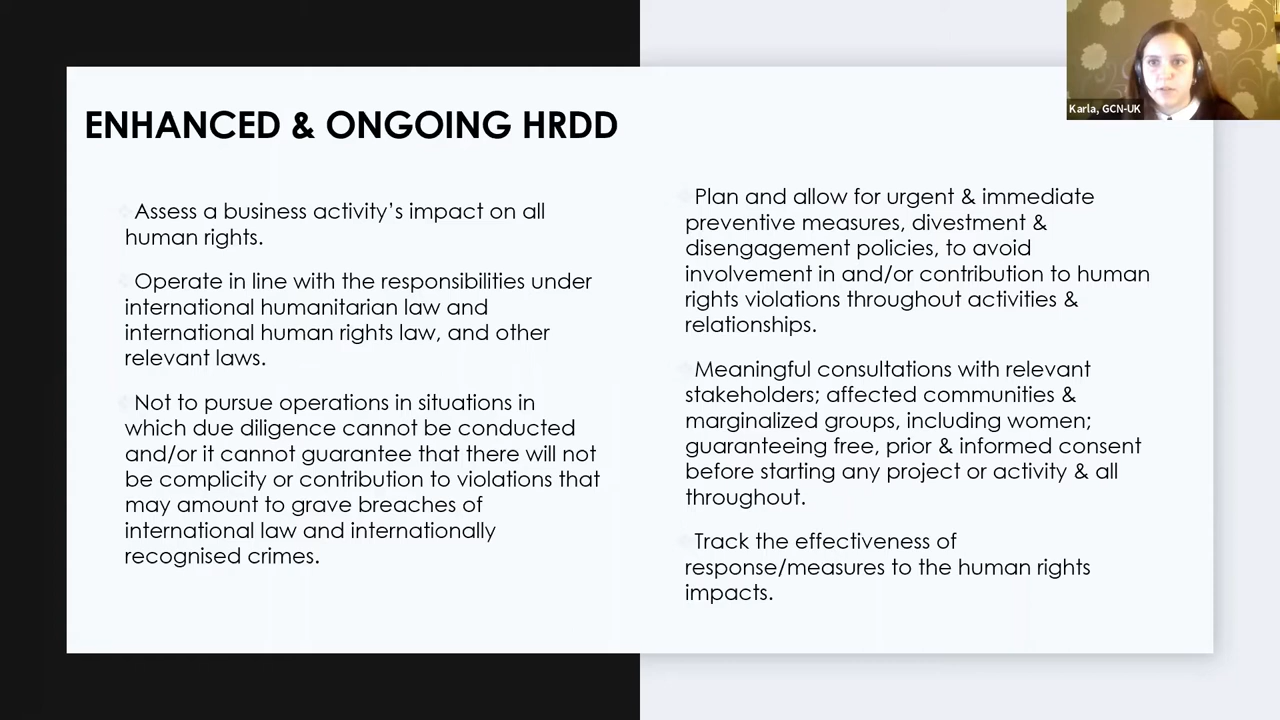 ENHANCED & ONGOING HRDD
Assess a business activity’s impact on all
human rights.
Operate in line with the responsibilities under
international humanitarian law and
international human rights law, and other
relevant laws.
Not to pursue operations in situations in
which due diligence cannot be conducted
and/or it cannot guarantee that there will not
be complicity or contribution to violations that
may amount to grave breaches of
international law and internationally
recognised crimes.
Plan and allow for urgent & immediate
preventive measures, divestment &
disengagement policies, to avoid
involvement in and/or contribution to human
rights violations throughout activities &
relationships.
Meaningful consultations with relevant
stakeholders; affected communities &
marginalized groups, including women;
guaranteeing free, prior & informed consent
before starting any project or activity & all
throughout.
Track the effectiveness of
response/measures to the human rights
impacts.
Karla, GCN-UK